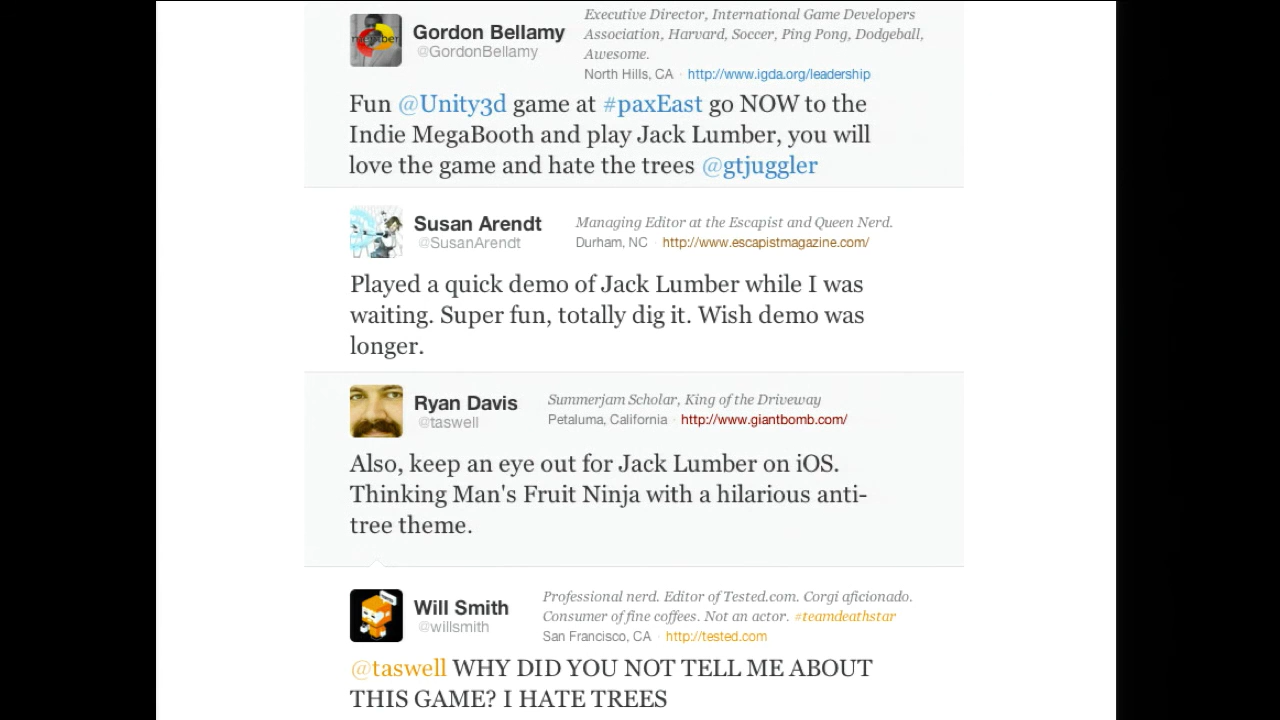 Gordon Bellamy
@GordonBellamy
Executive Director, International Game Developers
Association, Harvard, Soccer, Ping Pong, Dodgeball,
Awesome.
North Hills, CA · http://www.igda.org/leadership
Fun @Unity3d game at #paxEast go NOW to the
Indie MegaBooth and play Jack Lumber, you will
love the game and hate the trees @gtjuggler
Susan Arendt
@SusanArendt
Managing Editor at the Escapist and Queen Nerd.
Durham, NC · http://www.escapistmagazine.com/
Played a quick demo of Jack Lumber while I was
waiting. Super fun, totally dig it. Wish demo was
longer.
Ryan Davis
@taswell
Summerjam Scholar, King of the Driveway
Petaluma, California · http://www.giantbomb.com/
Also, keep an eye out for Jack Lumber on iOS.
Thinking Man's Fruit Ninja with a hilarious anti-
tree theme.
Will Smith
@willsmith
Professional nerd. Editor of Tested.com. Corgi aficionado.
Consumer of fine coffees. Not an actor. #teamdeathstar
San Francisco, CA · http://tested.com
@taswell WHY DID YOU NOT TELL ME ABOUT
THIS GAME? I HATE TREES